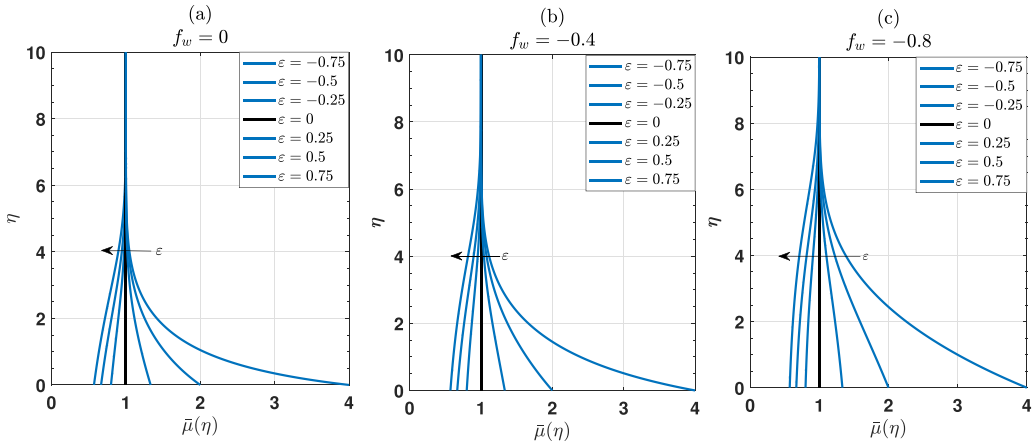 (a)
f_w = 0
10
8
6
4
2
0
η
0
1
2
3
4
μ̄(η)
ε = −0.75
ε = −0.5
ε = −0.25
ε = 0
ε = 0.25
ε = 0.5
ε = 0.75
ε
(b)
f_w = −0.4
10
8
6
4
2
0
η
0
1
2
3
4
μ̄(η)
ε = −0.75
ε = −0.5
ε = −0.25
ε = 0
ε = 0.25
ε = 0.5
ε = 0.75
ε
(c)
f_w = −0.8
10
8
6
4
2
0
η
0
1
2
3
4
μ̄(η)
ε = −0.75
ε = −0.5
ε = −0.25
ε = 0
ε = 0.25
ε = 0.5
ε = 0.75
ε